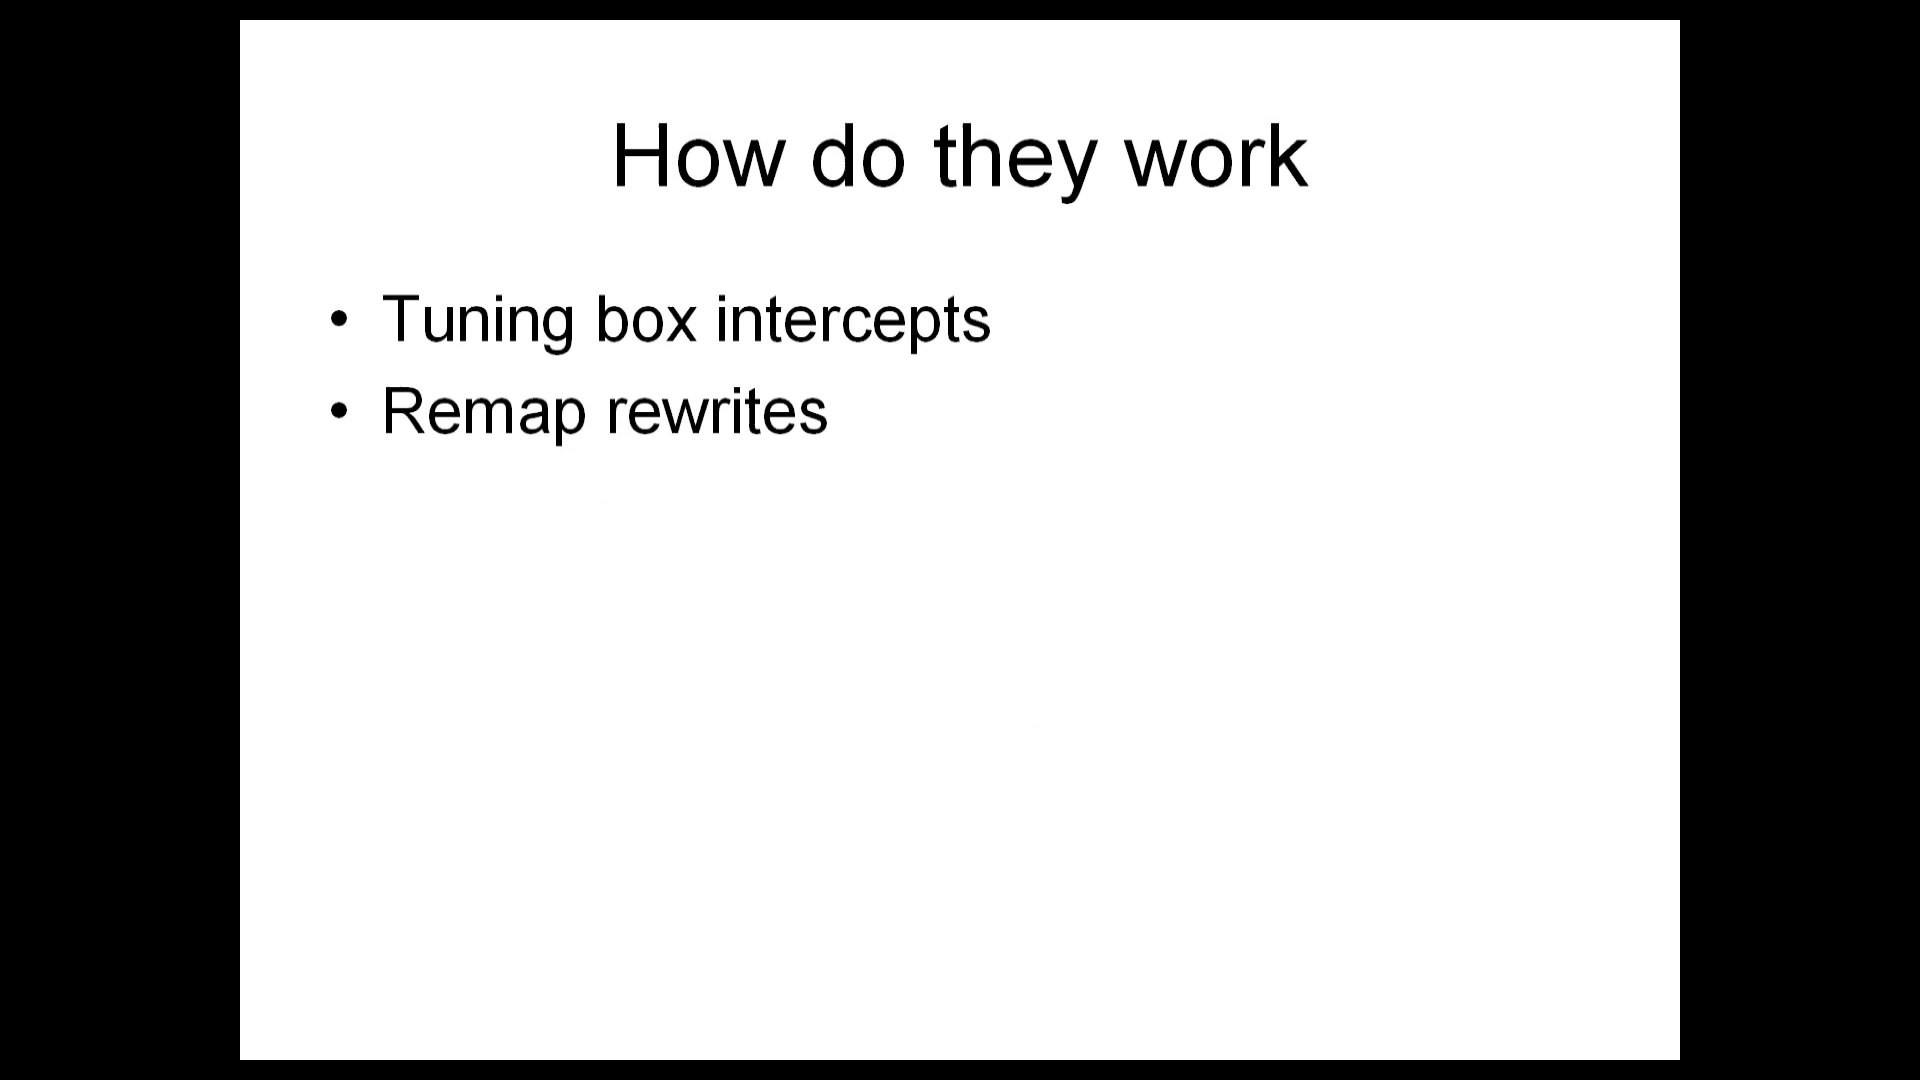 How do they work
• Tuning box intercepts
• Remap rewrites